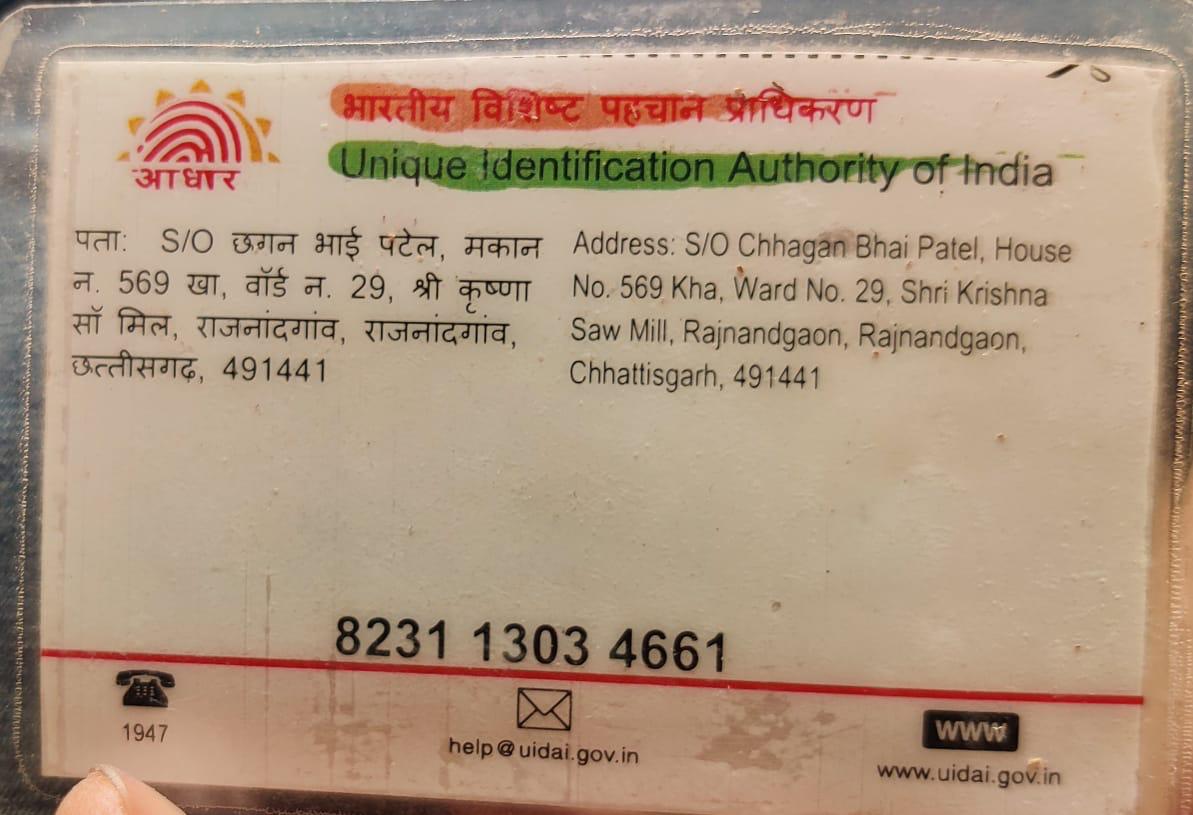 आधार
भारतीय विशिष्ट पहचान प्राधिकरण
Unique Identification Authority of India
पता: S/O छगन भाई पटेल, मकान
न. 569 खा, वॉर्ड न. 29, श्री कृष्णा
सॉ मिल, राजनांदगांव, राजनांदगांव,
छत्तीसगढ़, 491441
Address: S/O Chhagan Bhai Patel, House
No. 569 Kha, Ward No. 29, Shri Krishna
Saw Mill, Rajnandgaon, Rajnandgaon,
Chhattisgarh, 491441
8231 1303 4661
1947
help@uidai.gov.in
WWW
www.uidai.gov.in